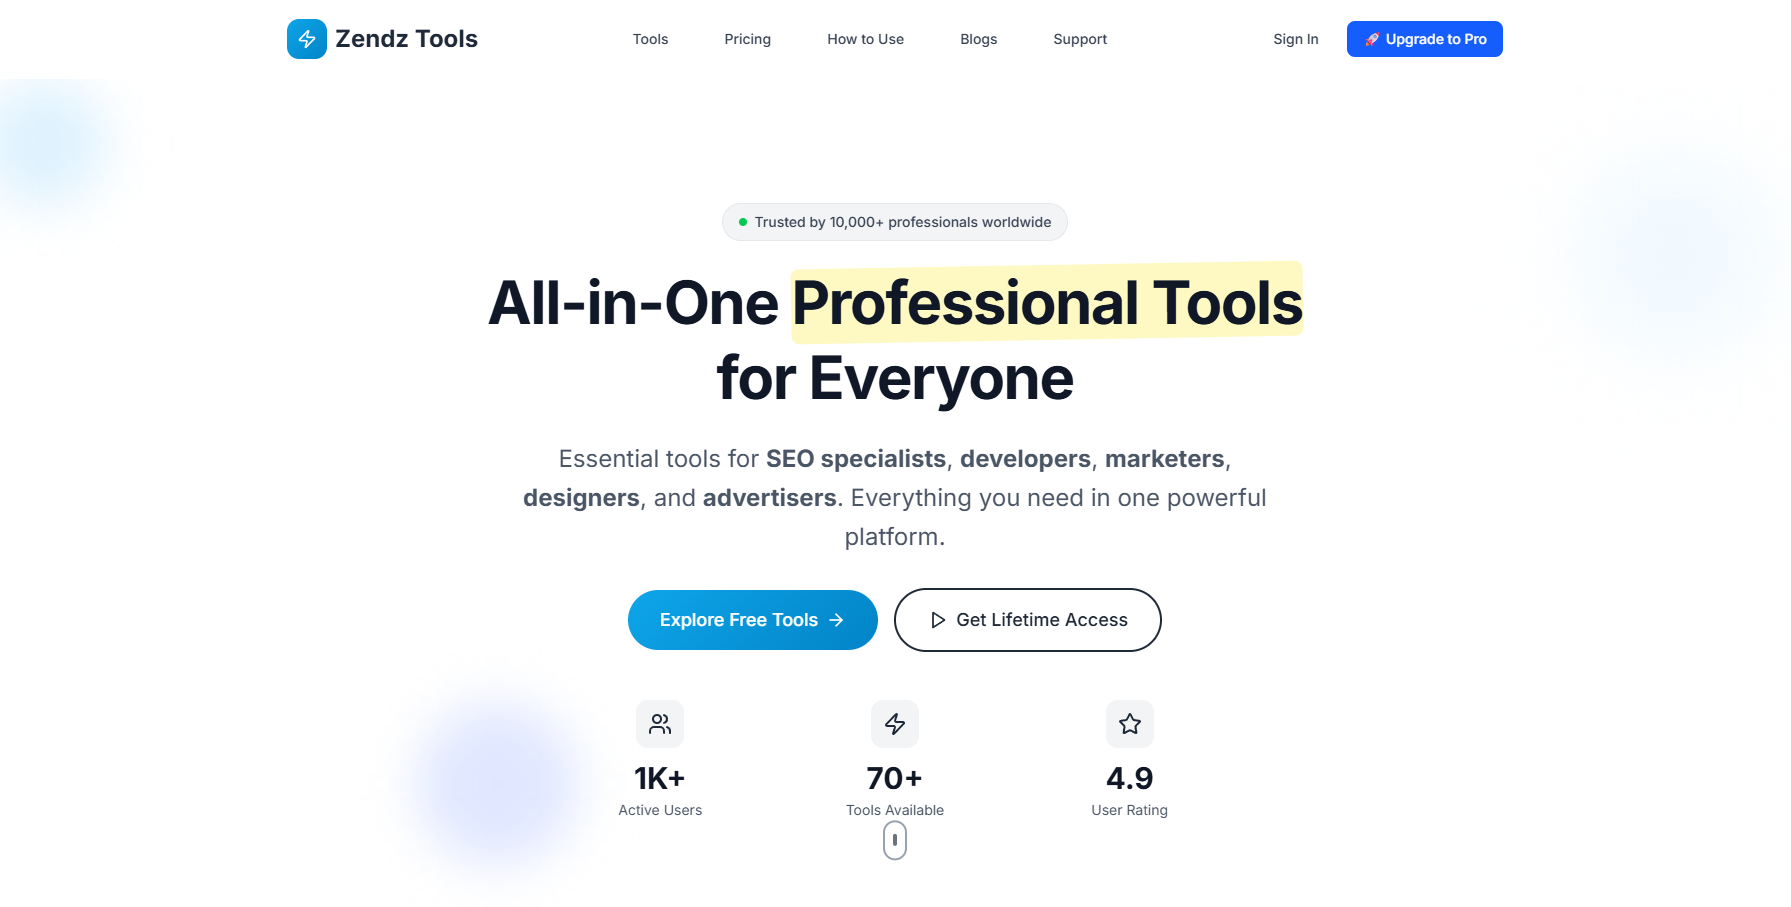 Zendz Tools
Tools
Pricing
How to Use
Blogs
Support
Sign In
🚀 Upgrade to Pro
Trusted by 10,000+ professionals worldwide
All-in-One Professional Tools
for Everyone
Essential tools for SEO specialists, developers, marketers,
designers, and advertisers. Everything you need in one powerful
platform.
Explore Free Tools →
Get Lifetime Access
1K+
Active Users
70+
Tools Available
4.9
User Rating